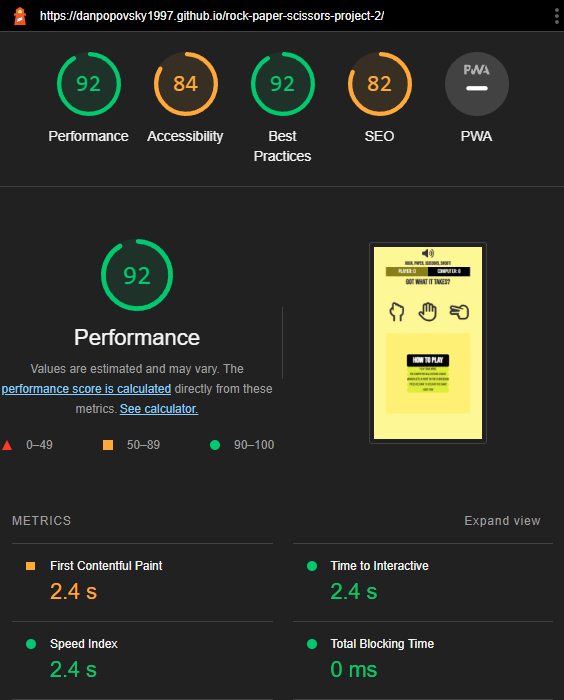 https://danpopovsky1997.github.io/rock-paper-scissors-project-2/
92
84
92
82
PWA
Performance
Accessibility
Best
Practices
SEO
PWA
92
Performance
Values are estimated and may vary. The
performance score is calculated directly from these
metrics. See calculator.
0–49
50–89
90–100
ROCK, PAPER, SCISSORS, SHOOT!
PLAYER: 0
COMPUTER: 0
GOT WHAT IT TAKES?
HOW TO PLAY
METRICS
Expand view
First Contentful Paint
2.4 s
Time to Interactive
2.4 s
Speed Index
2.4 s
Total Blocking Time
0 ms